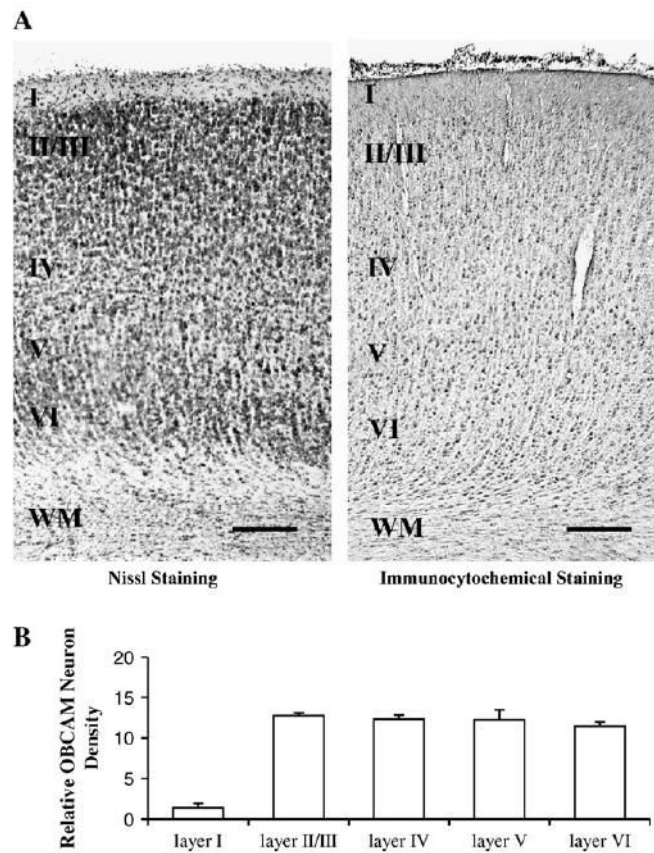 A
I
II/III
IV
V
VI
WM
Nissl Staining
I
II/III
IV
V
VI
WM
Immunocytochemical Staining
B
Relative OBCAM Neuron
Density
20
15
10
5
0
layer I layer II/III layer IV layer V layer VI